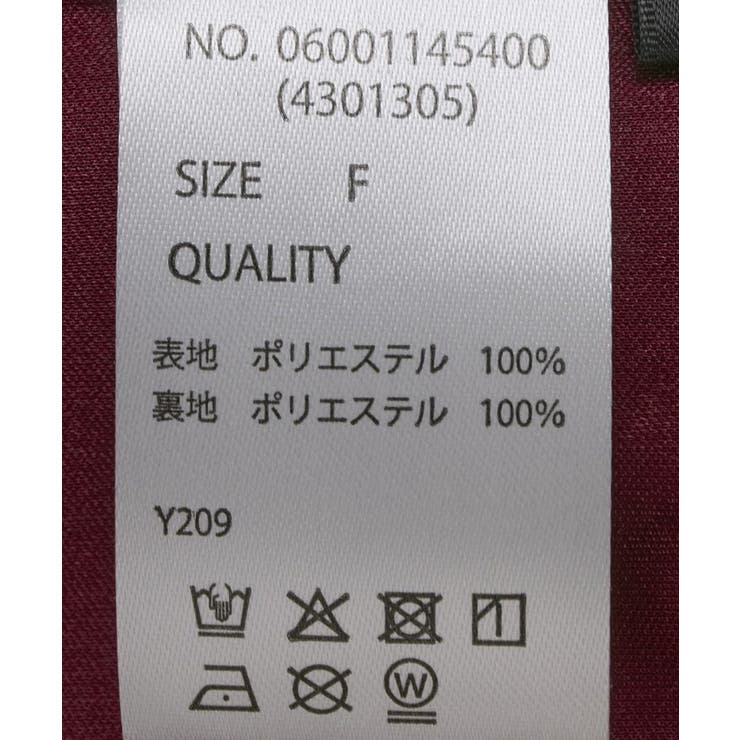 NO. 06001145400
(4301305)
SIZE F
QUALITY
表地 ポリエステル 100%
裏地 ポリエステル 100%
Y209
W